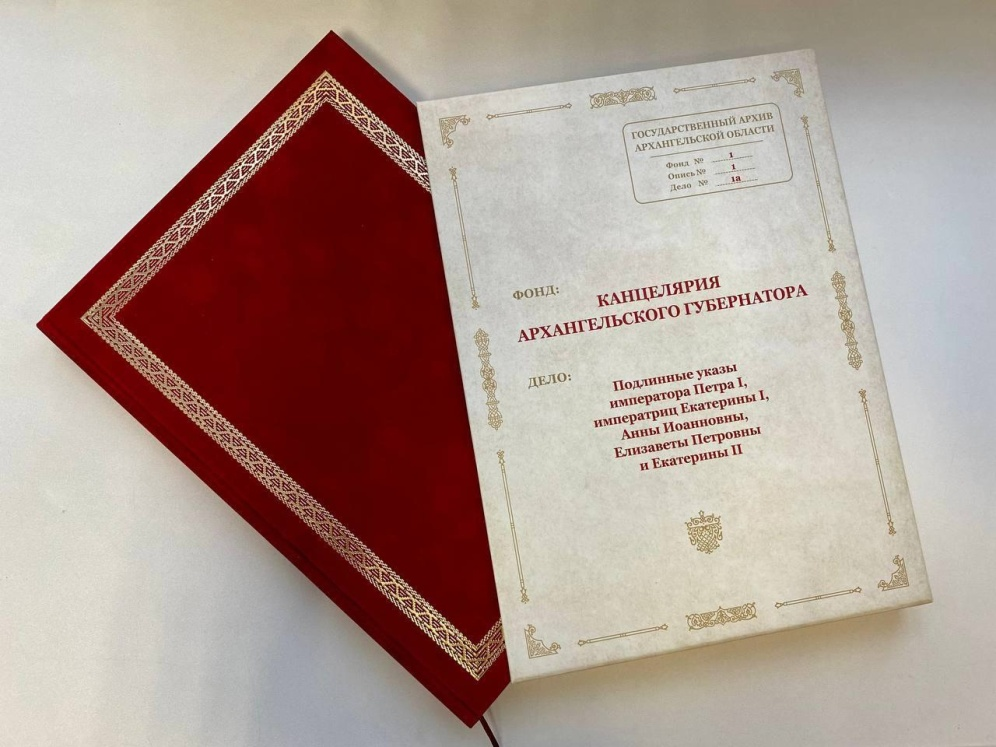 ГОСУДАРСТВЕННЫЙ АРХИВ
АРХАНГЕЛЬСКОЙ ОБЛАСТИ
Фонд № 1
Опись № 1
Дело № 1а
ФОНД:
КАНЦЕЛЯРИЯ
АРХАНГЕЛЬСКОГО ГУБЕРНАТОРА
ДЕЛО:
Подлинные указы
императора Петра I,
императриц Екатерины I,
Анны Иоанновны,
Елизаветы Петровны
и Екатерины II